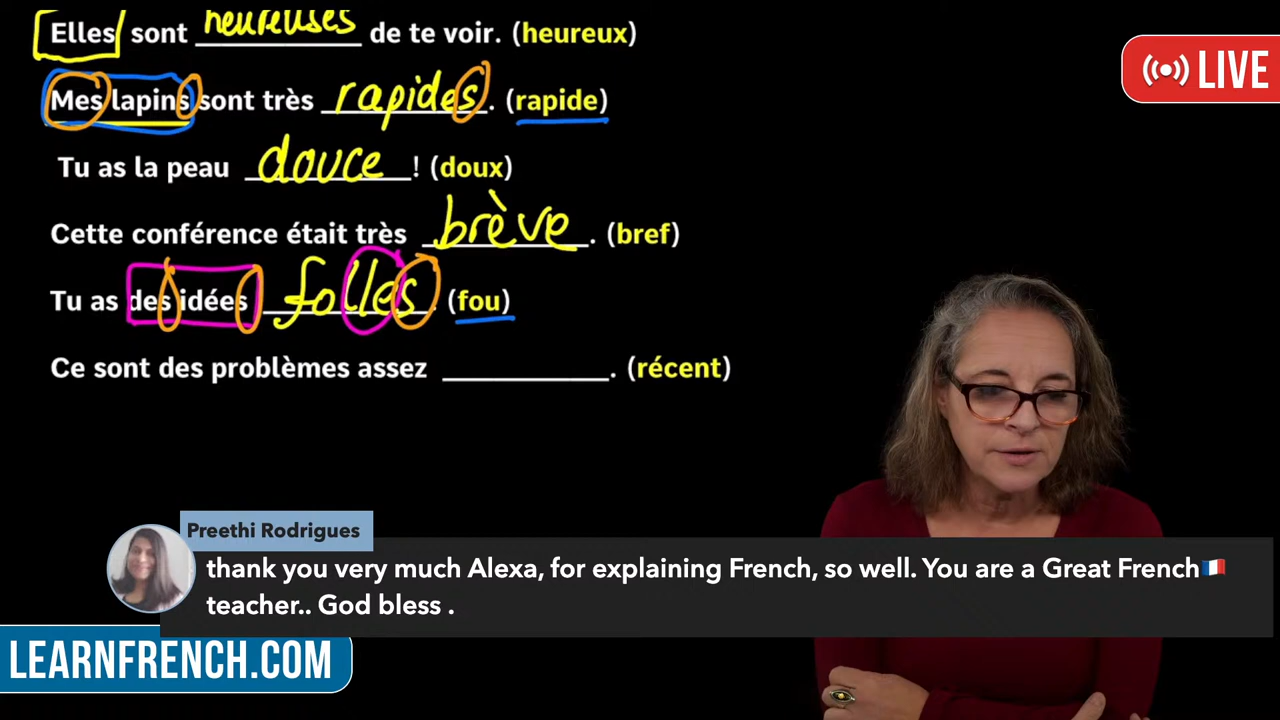 Elles sont heureuses de te voir. (heureux)
LIVE
Mes lapins sont très rapides. (rapide)
Tu as la peau douce ! (doux)
Cette conférence était très brève. (bref)
Tu as des idées folles. (fou)
Ce sont des problèmes assez __________. (récent)
Preethi Rodrigues
thank you very much Alexa, for explaining French, so well. You are a Great French🇫🇷
teacher.. God bless .
LEARNFRENCH.COM